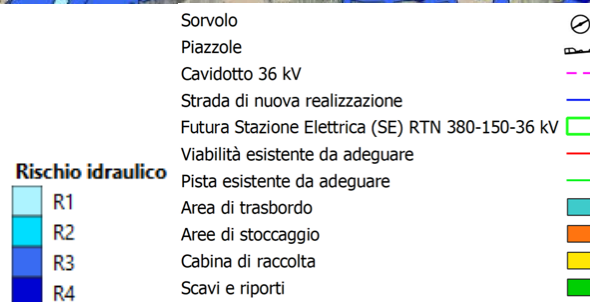 Sorvolo
Piazzole
Cavidotto 36 kV
Strada di nuova realizzazione
Futura Stazione Elettrica (SE) RTN 380-150-36 kV
Viabilità esistente da adeguare
Pista esistente da adeguare
Area di trasbordo
Aree di stoccaggio
Cabina di raccolta
Scavi e riporti
Rischio idraulico
R1
R2
R3
R4